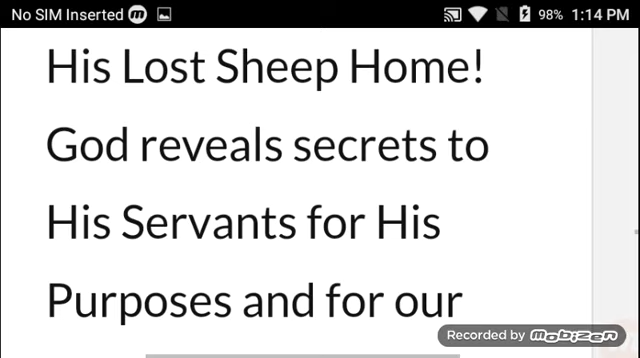 No SIM Inserted 98% 1:14 PM
His Lost Sheep Home!
God reveals secrets to
His Servants for His
Purposes and for our
Recorded by mobizen